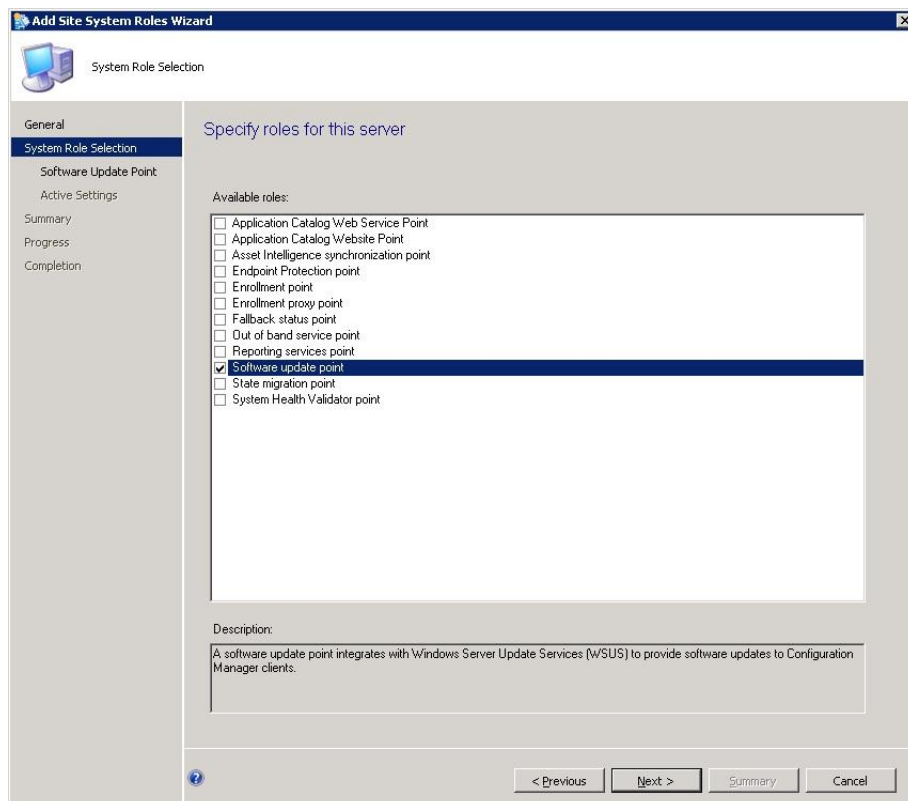 Add Site System Roles Wizard
System Role Selection
General
System Role Selection
Software Update Point
Active Settings
Summary
Progress
Completion
Specify roles for this server
Available roles:
Application Catalog Web Service Point
Application Catalog Website Point
Asset Intelligence synchronization point
Endpoint Protection point
Enrollment point
Enrollment proxy point
Fallback status point
Out of band service point
Reporting services point
Software update point
State migration point
System Health Validator point
Description:
A software update point integrates with Windows Server Update Services (WSUS) to provide software updates to Configuration
Manager clients.
< Previous
Next >
Summary
Cancel